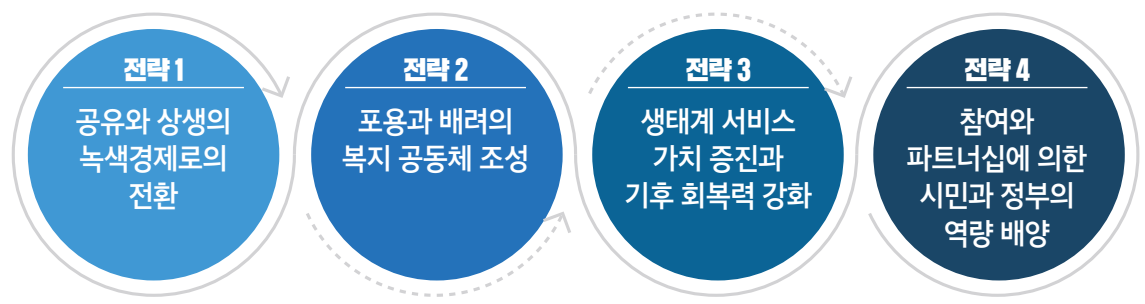 전략 1
공유와 상생의
녹색경제로의
전환
전략 2
포용과 배려의
복지 공동체 조성
전략 3
생태계 서비스
가치 증진과
기후 회복력 강화
전략 4
참여와
파트너십에 의한
시민과 정부의
역량 배양